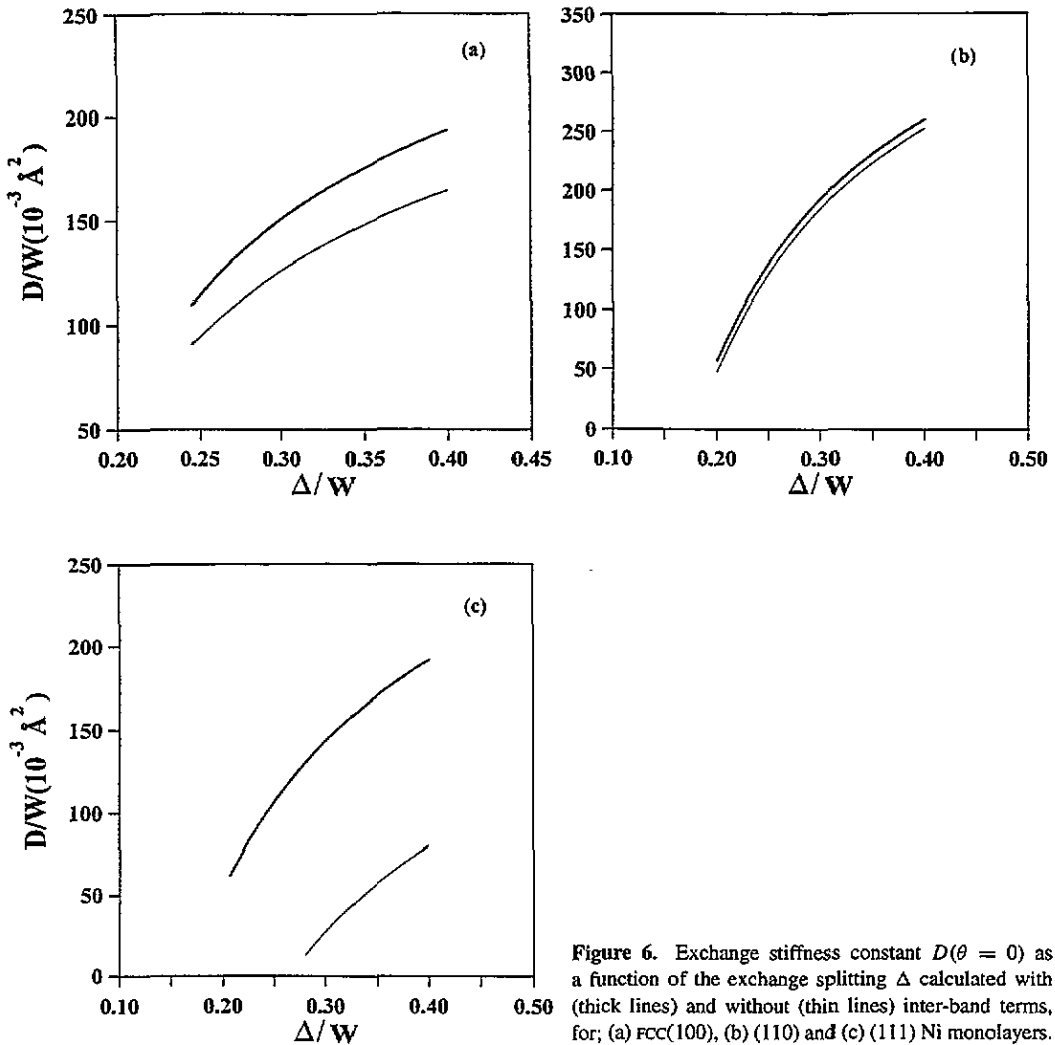 250
200
150
100
50
0.20 0.25 0.30 0.35 0.40 0.45
D/W(10⁻³ Å²)
Δ/W
(a)
350
300
250
200
150
100
50
0
0.10 0.20 0.30 0.40 0.50
Δ/W
(b)
250
200
150
100
50
0
0.10 0.20 0.30 0.40 0.50
D/W(10⁻³ Å²)
Δ/W
(c)
Figure 6. Exchange stiffness constant D(θ = 0) as
a function of the exchange splitting Δ calculated with
(thick lines) and without (thin lines) inter-band terms,
for; (a) FCC(100), (b) (110) and (c) (111) Ni monolayers.